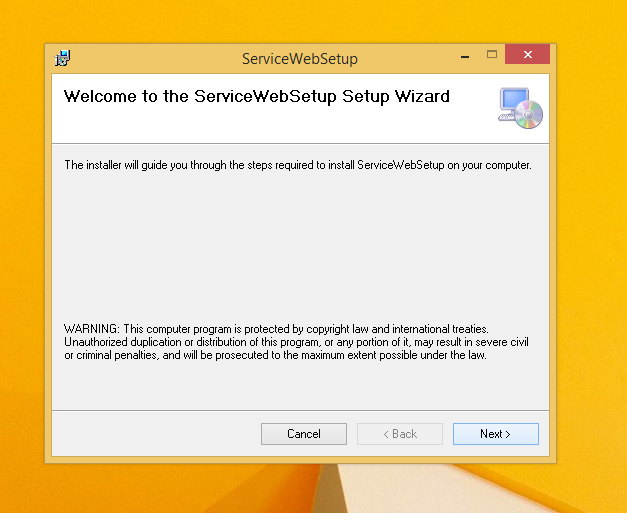 ServiceWebSetup
Welcome to the ServiceWebSetup Setup Wizard
The installer will guide you through the steps required to install ServiceWebSetup on your computer.
WARNING: This computer program is protected by copyright law and international treaties.
Unauthorized duplication or distribution of this program, or any portion of it, may result in severe civil
or criminal penalties, and will be prosecuted to the maximum extent possible under the law.
Cancel < Back Next >